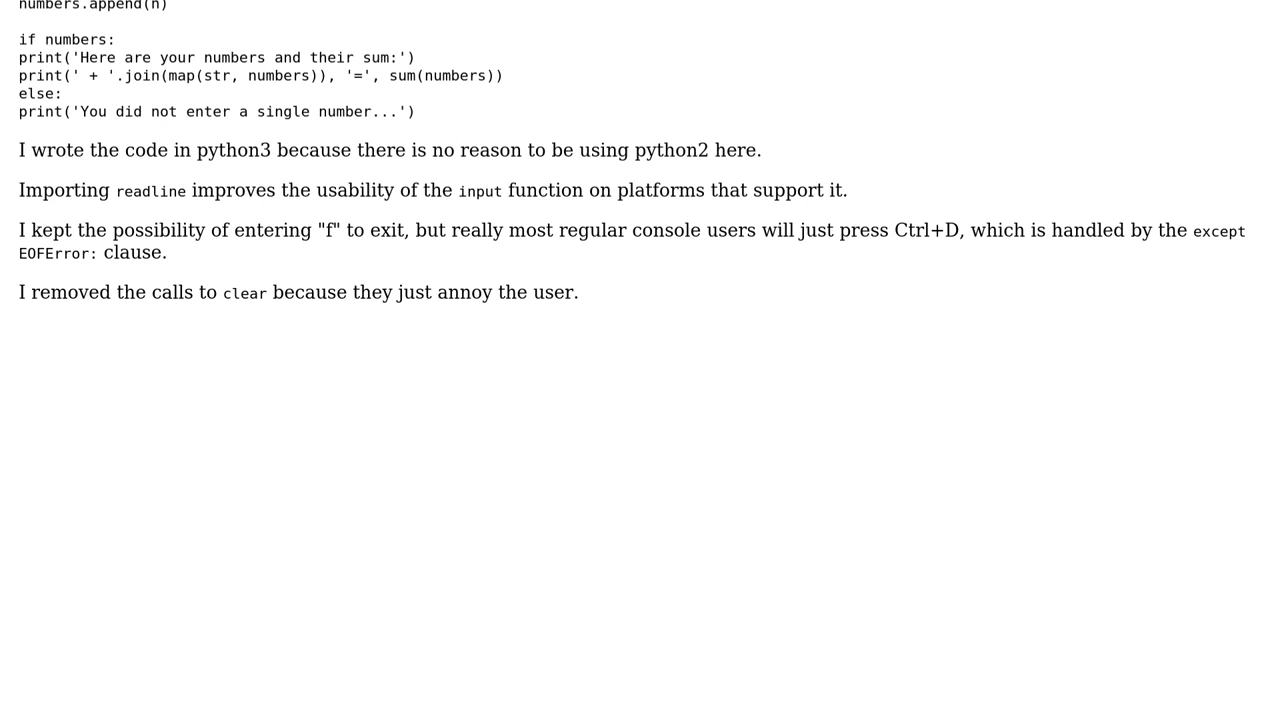 numbers.append(n)
if numbers:
print('Here are your numbers and their sum:')
print(' + '.join(map(str, numbers)), '=', sum(numbers))
else:
print('You did not enter a single number...')
I wrote the code in python3 because there is no reason to be using python2 here.
Importing readline improves the usability of the input function on platforms that support it.
I kept the possibility of entering "f" to exit, but really most regular console users will just press Ctrl+D, which is handled by the except
EOFError: clause.
I removed the calls to clear because they just annoy the user.